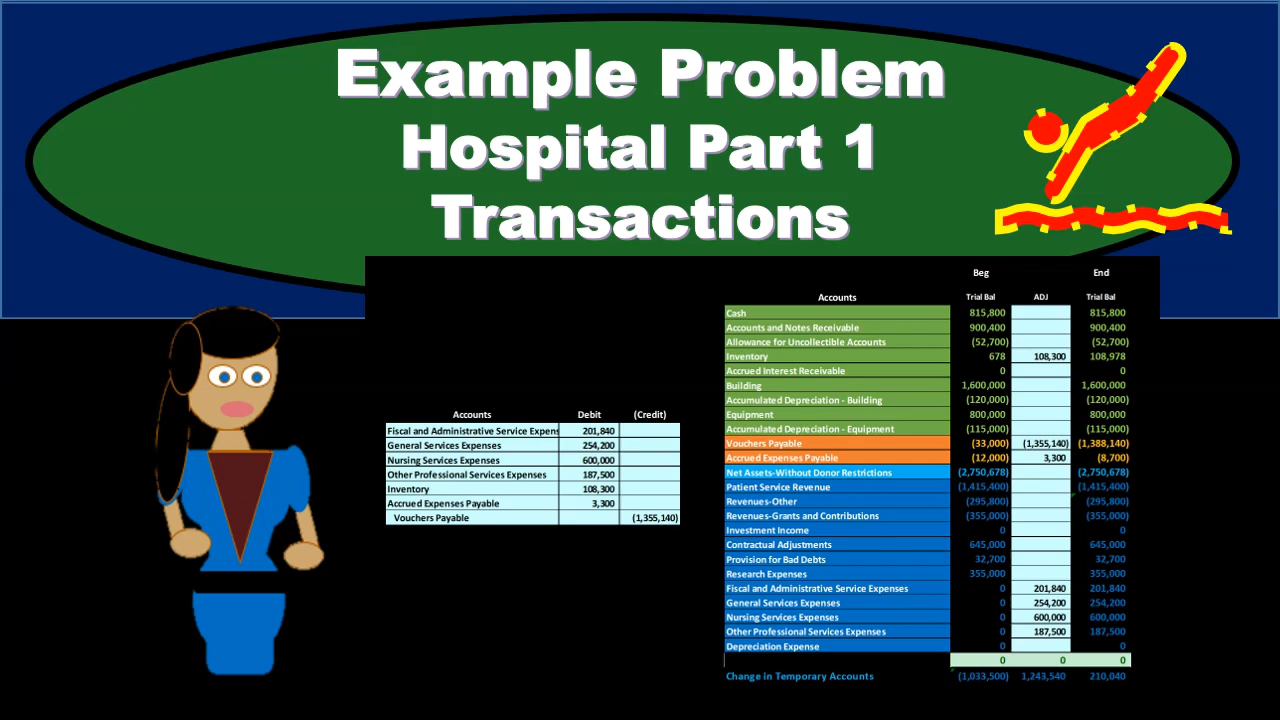 Example Problem
Hospital Part 1
Transactions
Accounts Debit (Credit)
Fiscal and Administrative Service Expens 201,840
General Services Expenses 254,200
Nursing Services Expenses 600,000
Other Professional Services Expenses 187,500
Inventory 108,300
Accrued Expenses Payable 3,300
Vouchers Payable (1,355,140)
Beg End
Accounts Trial Bal ADJ Trial Bal
Cash 815,800 815,800
Accounts and Notes Receivable 900,400 900,400
Allowance for Uncollectible Accounts (52,700) (52,700)
Inventory 678 108,300 108,978
Accrued Interest Receivable 0 0
Building 1,600,000 1,600,000
Accumulated Depreciation - Building (120,000) (120,000)
Equipment 800,000 800,000
Accumulated Depreciation - Equipment (115,000) (115,000)
Vouchers Payable (33,000) (1,355,140) (1,388,140)
Accrued Expenses Payable (12,000) 3,300 (8,700)
Net Assets-Without Donor Restrictions (2,750,678) (2,750,678)
Patient Service Revenue (1,415,400) (1,415,400)
Revenues-Other (295,800) (295,800)
Revenues-Grants and Contributions (355,000) (355,000)
Investment Income 0 0
Contractual Adjustments 645,000 645,000
Provision for Bad Debts 32,700 32,700
Research Expenses 355,000 355,000
Fiscal and Administrative Service Expenses 0 201,840 201,840
General Services Expenses 0 254,200 254,200
Nursing Services Expenses 0 600,000 600,000
Other Professional Services Expenses 0 187,500 187,500
Depreciation Expense 0 0
0 0 0
Change in Temporary Accounts (1,033,500) 1,243,540 210,040